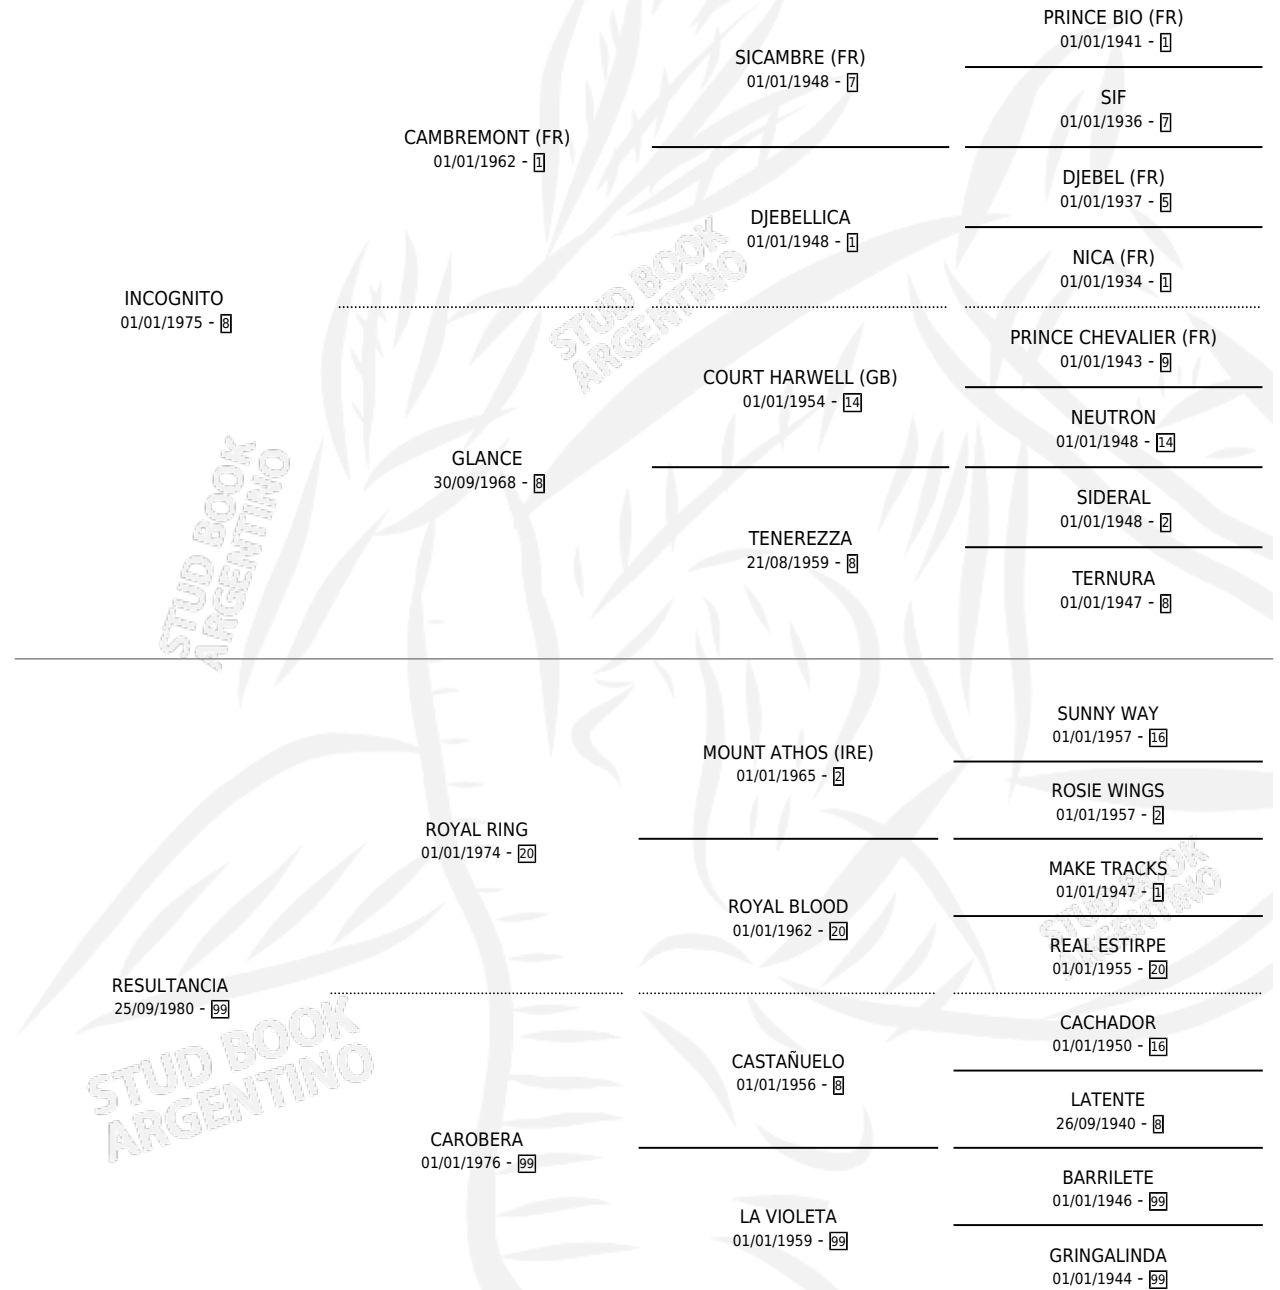 PRINCE BIO (FR)
01/01/1941 - 1
SICAMBRE (FR)
01/01/1948 - 7
SIF
01/01/1936 - 7
CAMBREMONT (FR)
01/01/1962 - 1
DJEBEL (FR)
01/01/1937 - 5
DJEBELLICA
01/01/1948 - 1
NICA (FR)
01/01/1934 - 1
INCOGNITO
01/01/1975 - 8
PRINCE CHEVALIER (FR)
01/01/1943 - 9
COURT HARWELL (GB)
01/01/1954 - 14
NEUTRON
01/01/1948 - 14
GLANCE
30/09/1968 - 8
SIDERAL
01/01/1948 - 2
TENEREZZA
21/08/1959 - 8
TERNURA
01/01/1947 - 8
SUNNY WAY
01/01/1957 - 16
MOUNT ATHOS (IRE)
01/01/1965 - 2
ROSIE WINGS
01/01/1957 - 2
ROYAL RING
01/01/1974 - 20
MAKE TRACKS
01/01/1947 - 1
ROYAL BLOOD
01/01/1962 - 20
REAL ESTIRPE
01/01/1955 - 20
RESULTANCIA
25/09/1980 - 99
CACHADOR
01/01/1950 - 16
CASTAÑUELO
01/01/1956 - 8
LATENTE
26/09/1940 - 8
CAROBERA
01/01/1976 - 99
BARRILETE
01/01/1946 - 99
LA VIOLETA
01/01/1959 - 99
GRINGALINDA
01/01/1944 - 99
STUD BOOK
ARGENTINO
STUD BOOK
ARGENTINO
STUD BOOK
ARGENTINO
STUD BOOK
ARGENTINO